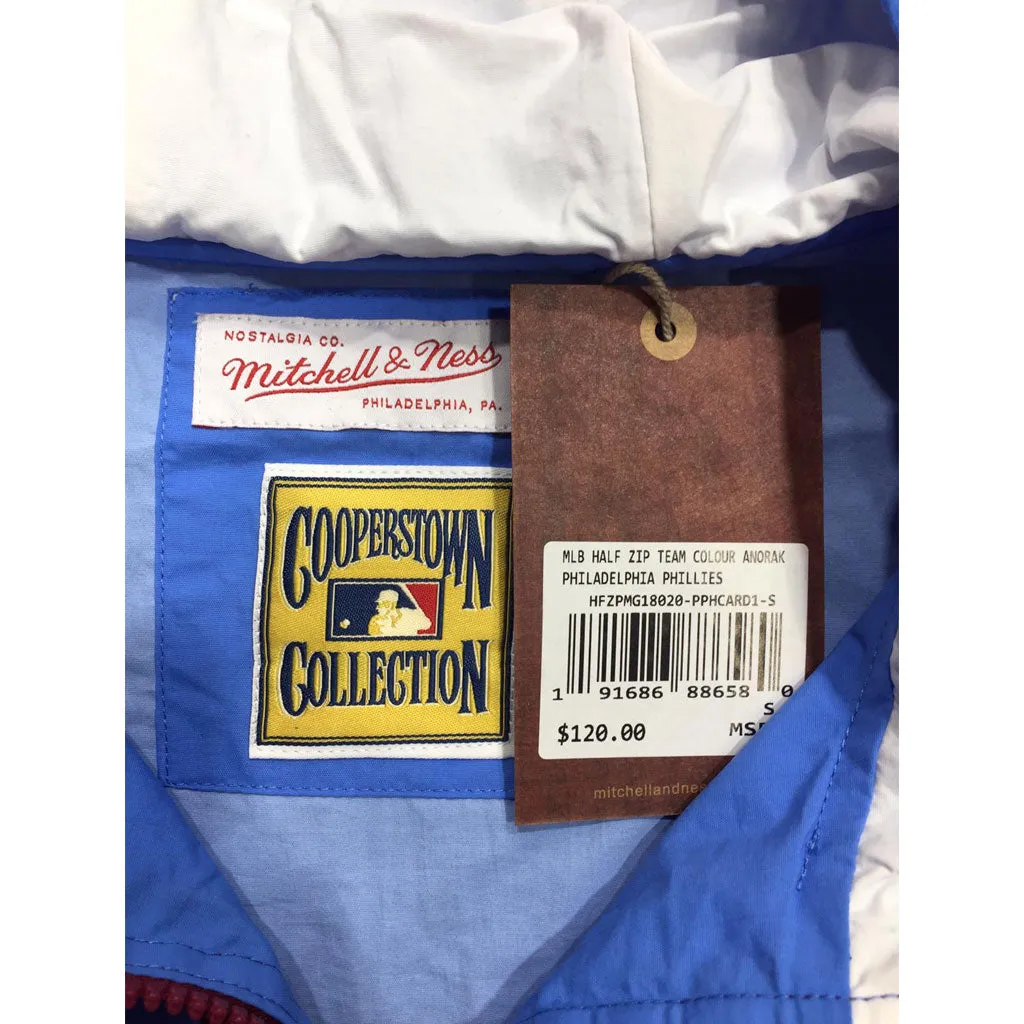 NOSTALGIA CO.
Mitchell & Ness
PHILADELPHIA, PA.
COOPERSTOWN
COLLECTION
MLB HALF ZIP TEAM COLOUR ANORAK
PHILADELPHIA PHILLIES
HFZPMG18020-PPHCARD1-S
1 91686 88658 0
S
$120.00